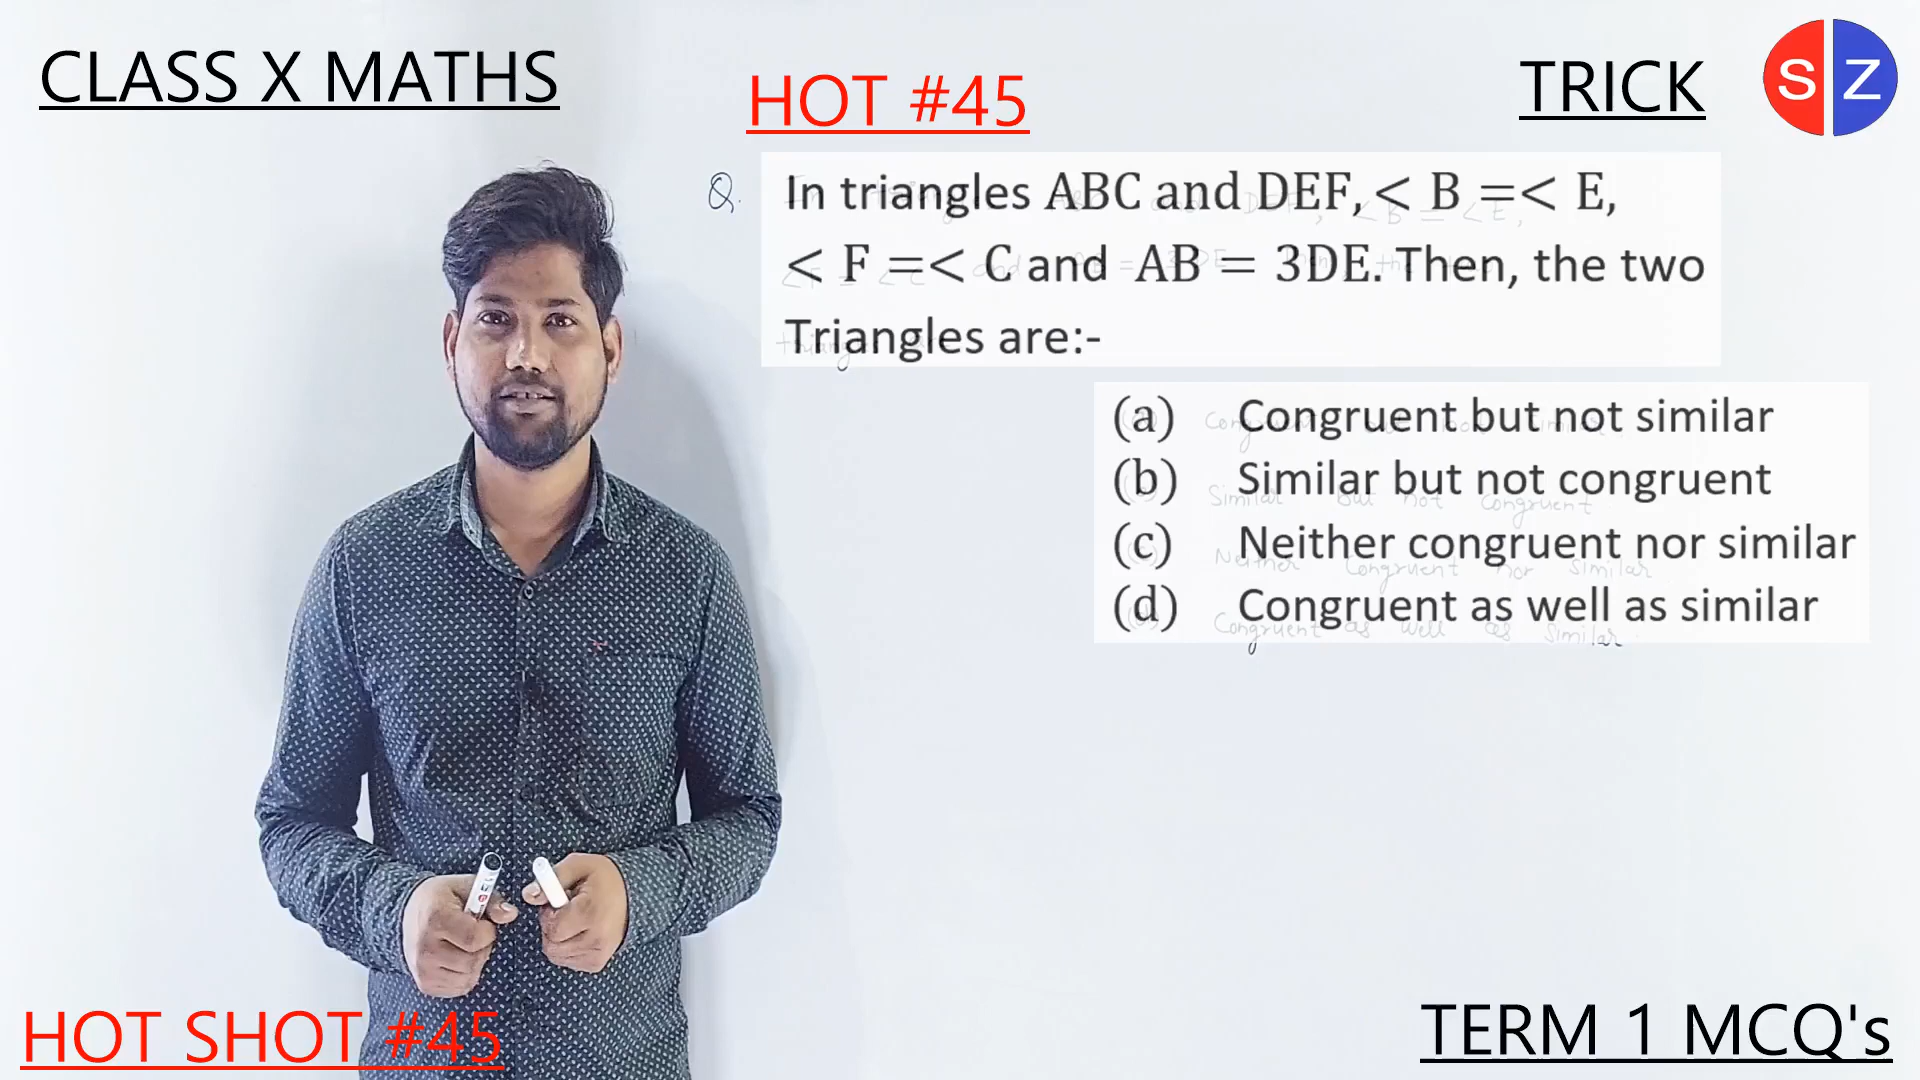 CLASS X MATHS
HOT #45
TRICK
S Z
Q.
In triangles ABC and DEF, < B =< E,
< F =< C and AB = 3DE. Then, the two
Triangles are:-
(a) Congruent but not similar
(b) Similar but not congruent
(c) Neither congruent nor similar
(d) Congruent as well as similar
HOT SHOT #45
TERM 1 MCQ's